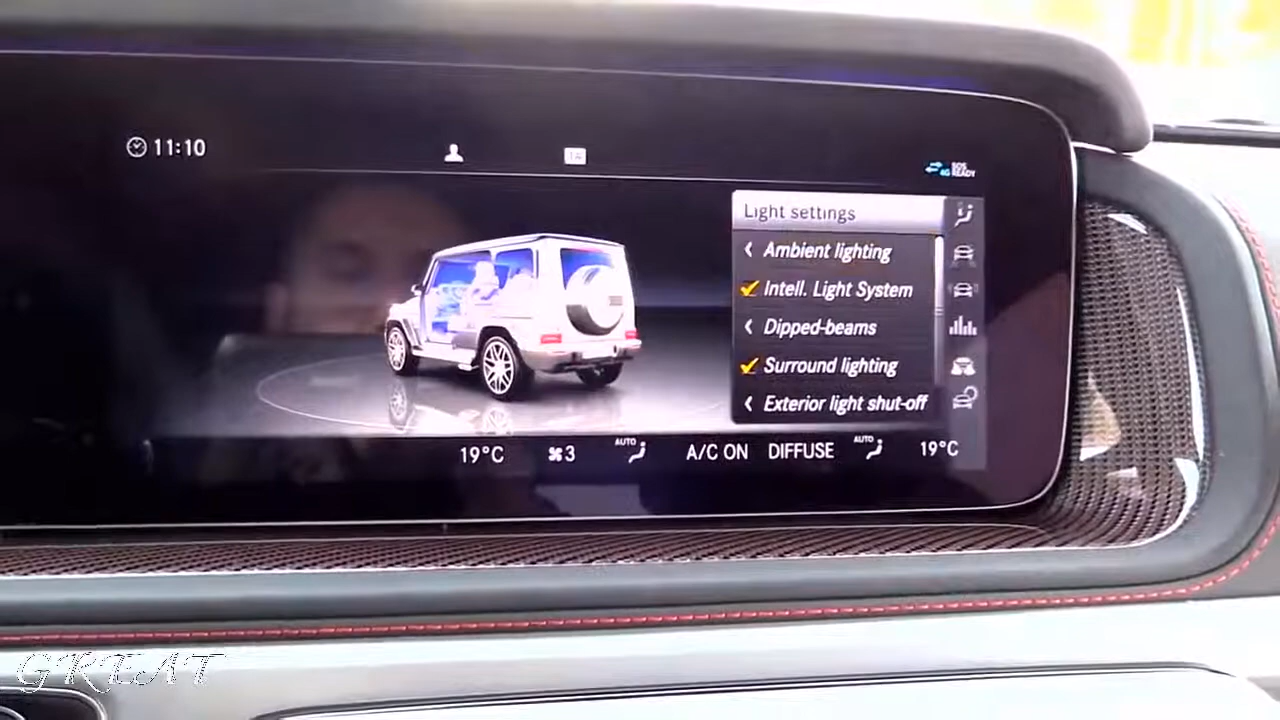 11:10
4G SOS READY
Light settings
Ambient lighting
Intell. Light System
Dipped-beams
Surround lighting
Exterior light shut-off
19°C 3 AUTO A/C ON DIFFUSE AUTO 19°C
GREAT